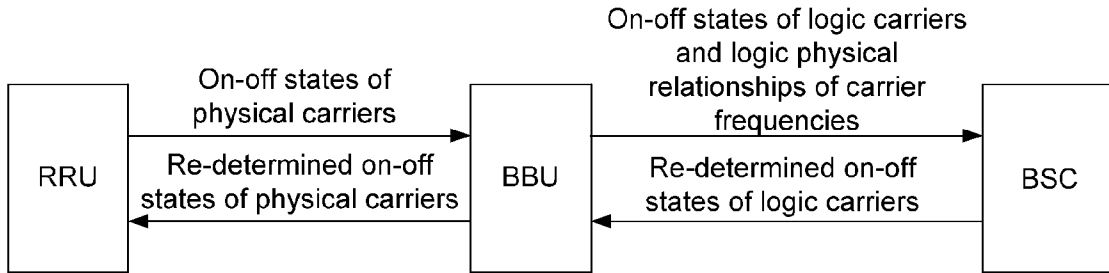 On-off states of logic carriers
and logic physical
relationships of carrier
frequencies
On-off states of
physical carriers
RRU
Re-determined on-off
states of physical carriers
BBU
Re-determined on-off
states of logic carriers
BSC